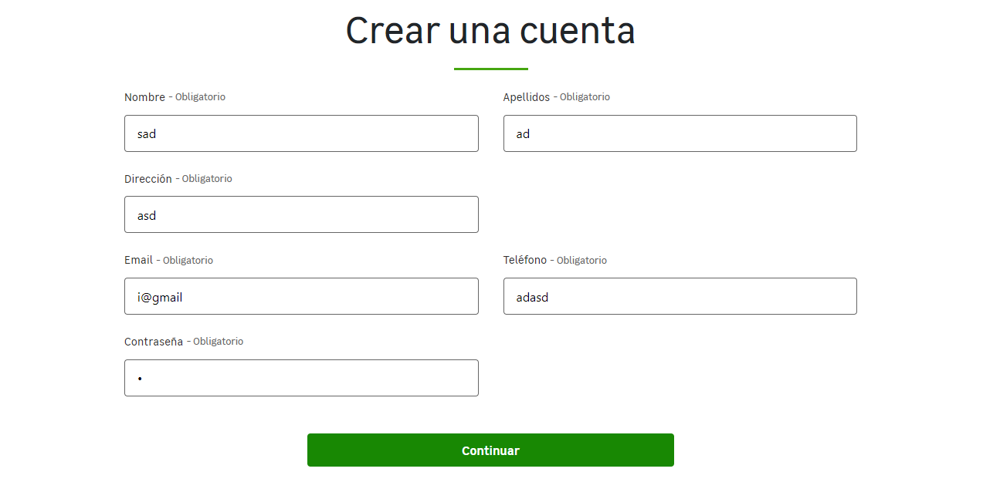 Crear una cuenta
Nombre - Obligatorio
Apellidos - Obligatorio
sad
ad
Dirección - Obligatorio
asd
Email - Obligatorio
Teléfono - Obligatorio
i@gmail
adasd
Contraseña - Obligatorio
•
Continuar